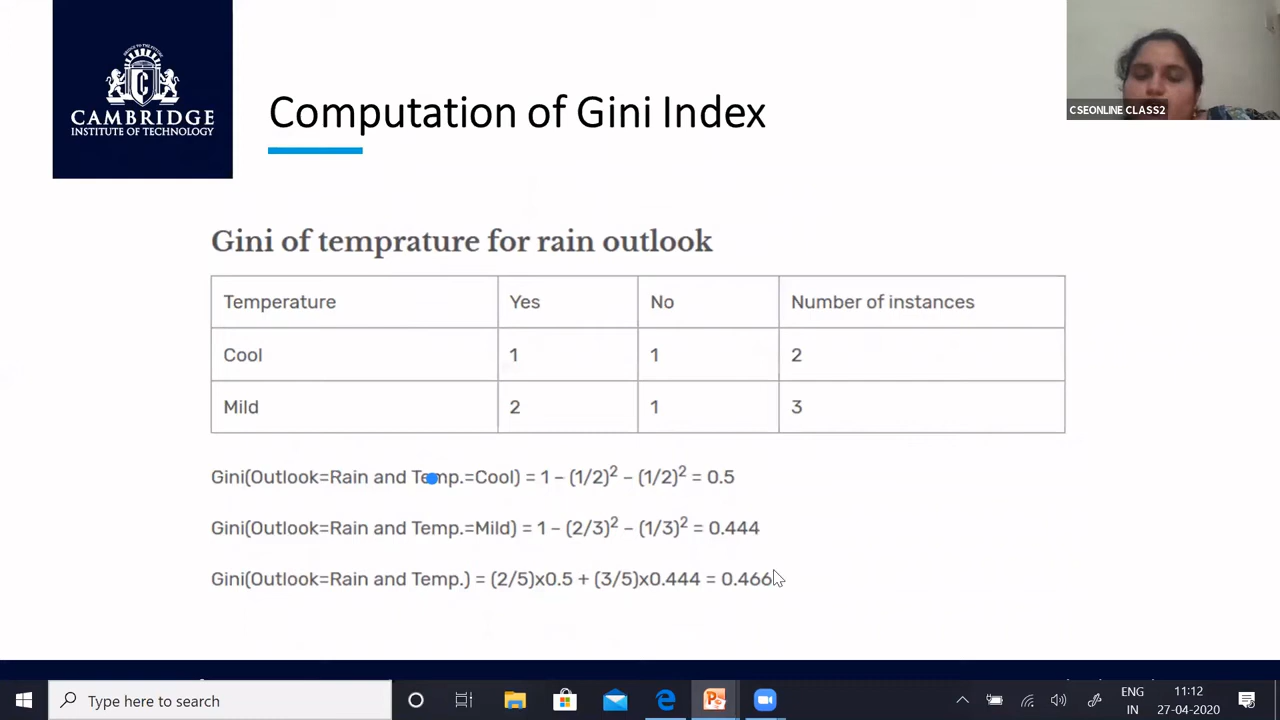 BRIDGE TO THE FUTURE
C
CAMBRIDGE
INSTITUTE OF TECHNOLOGY
Computation of Gini Index
CSEONLINE CLASS2
Gini of temprature for rain outlook
Temperature Yes No Number of instances
Cool 1 1 2
Mild 2 1 3
Gini(Outlook=Rain and Temp.=Cool) = 1 – (1/2)² – (1/2)² = 0.5
Gini(Outlook=Rain and Temp.=Mild) = 1 – (2/3)² – (1/3)² = 0.444
Gini(Outlook=Rain and Temp.) = (2/5)x0.5 + (3/5)x0.444 = 0.466
Type here to search
ENG
IN
11:12
27-04-2020